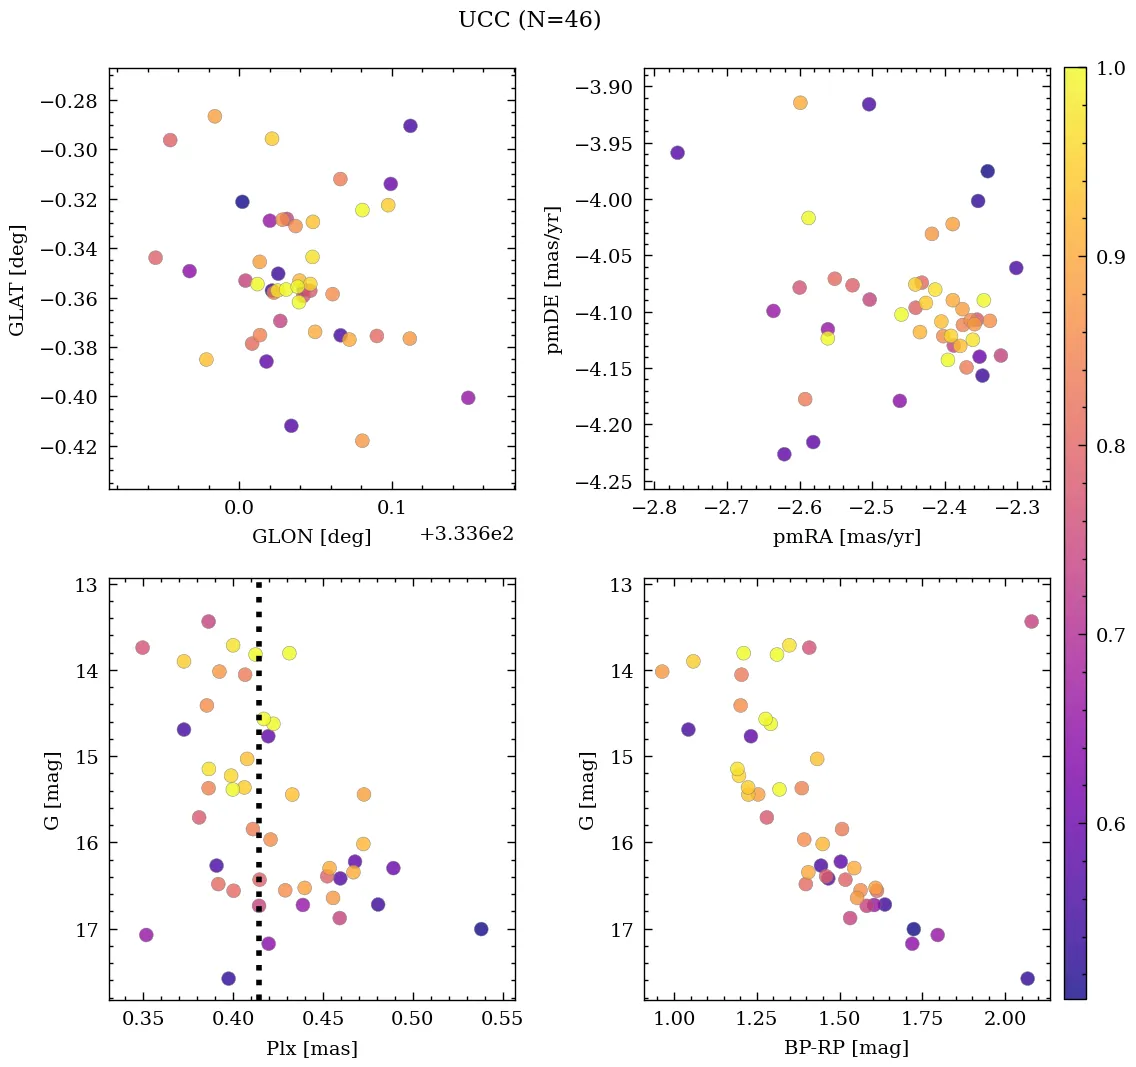 UCC (N=46)
−0.28
−0.30
−0.32
−0.34
−0.36
−0.38
−0.40
−0.42
GLAT [deg]
0.0 0.1
GLON [deg] +3.336e2
−3.90
−3.95
−4.00
−4.05
−4.10
−4.15
−4.20
−4.25
pmDE [mas/yr]
−2.8 −2.7 −2.6 −2.5 −2.4 −2.3
pmRA [mas/yr]
13
14
15
16
17
G [mag]
0.35 0.40 0.45 0.50 0.55
Plx [mas]
13
14
15
16
17
G [mag]
1.00 1.25 1.50 1.75 2.00
BP-RP [mag]
1.0
0.9
0.8
0.7
0.6